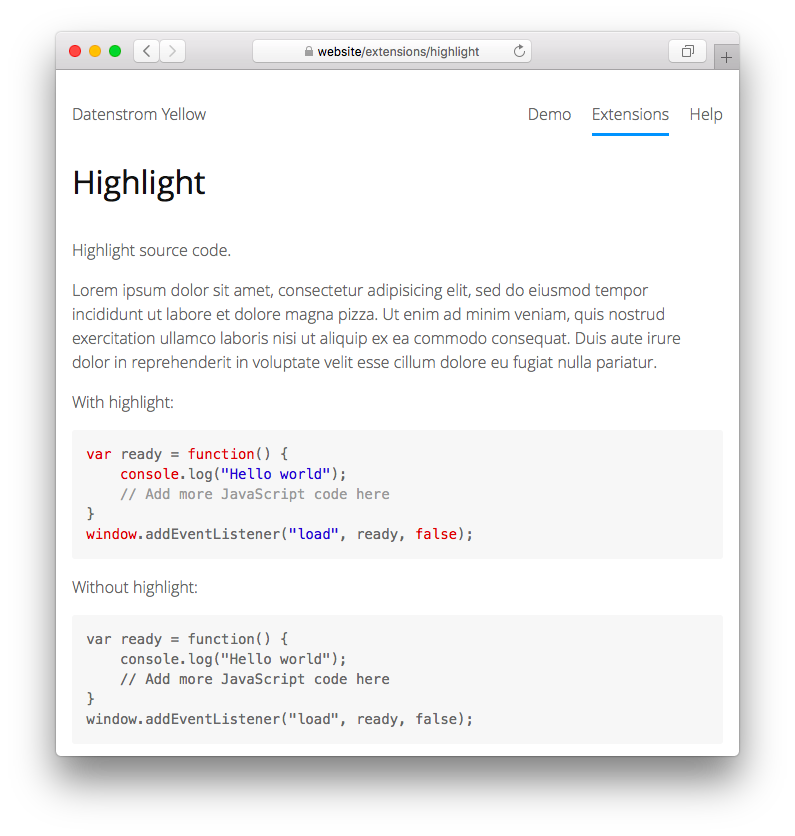 website/extensions/highlight
Datenstrom Yellow
Demo
Extensions
Help
Highlight
Highlight source code.
Lorem ipsum dolor sit amet, consectetur adipisicing elit, sed do eiusmod tempor
incididunt ut labore et dolore magna pizza. Ut enim ad minim veniam, quis nostrud
exercitation ullamco laboris nisi ut aliquip ex ea commodo consequat. Duis aute irure
dolor in reprehenderit in voluptate velit esse cillum dolore eu fugiat nulla pariatur.
With highlight:
var ready = function() {
    console.log("Hello world");
    // Add more JavaScript code here
}
window.addEventListener("load", ready, false);
Without highlight:
var ready = function() {
    console.log("Hello world");
    // Add more JavaScript code here
}
window.addEventListener("load", ready, false);